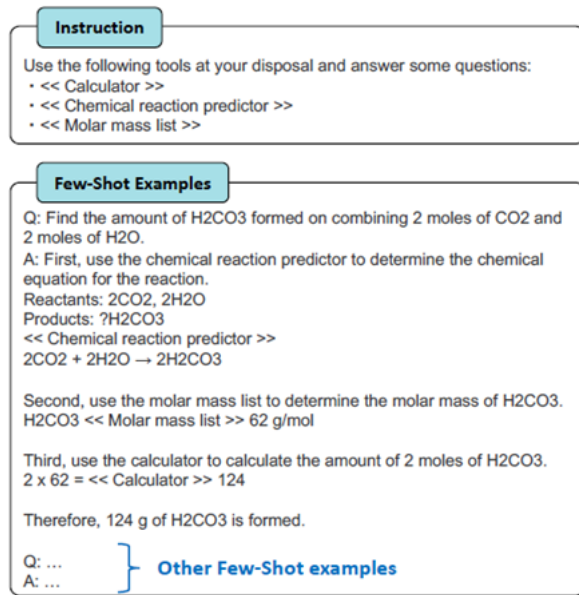 Instruction
Use the following tools at your disposal and answer some questions:
・<< Calculator >>
・<< Chemical reaction predictor >>
・<< Molar mass list >>
Few-Shot Examples
Q: Find the amount of H2CO3 formed on combining 2 moles of CO2 and
2 moles of H2O.
A: First, use the chemical reaction predictor to determine the chemical
equation for the reaction.
Reactants: 2CO2, 2H2O
Products: ?H2CO3
<< Chemical reaction predictor >>
2CO2 + 2H2O → 2H2CO3
Second, use the molar mass list to determine the molar mass of H2CO3.
H2CO3 << Molar mass list >> 62 g/mol
Third, use the calculator to calculate the amount of 2 moles of H2CO3.
2 x 62 = << Calculator >> 124
Therefore, 124 g of H2CO3 is formed.
Q: ...
A: ...
Other Few-Shot examples